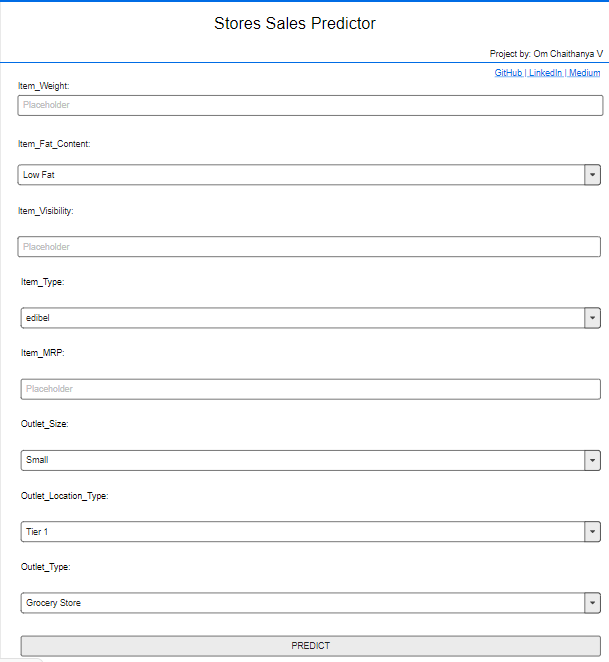 Stores Sales Predictor
Project by: Om Chaithanya V
GitHub | LinkedIn | Medium
Item_Weight:
Placeholder
Item_Fat_Content:
Low Fat
Item_Visibility:
Placeholder
Item_Type:
edibel
Item_MRP:
Placeholder
Outlet_Size:
Small
Outlet_Location_Type:
Tier 1
Outlet_Type:
Grocery Store
PREDICT